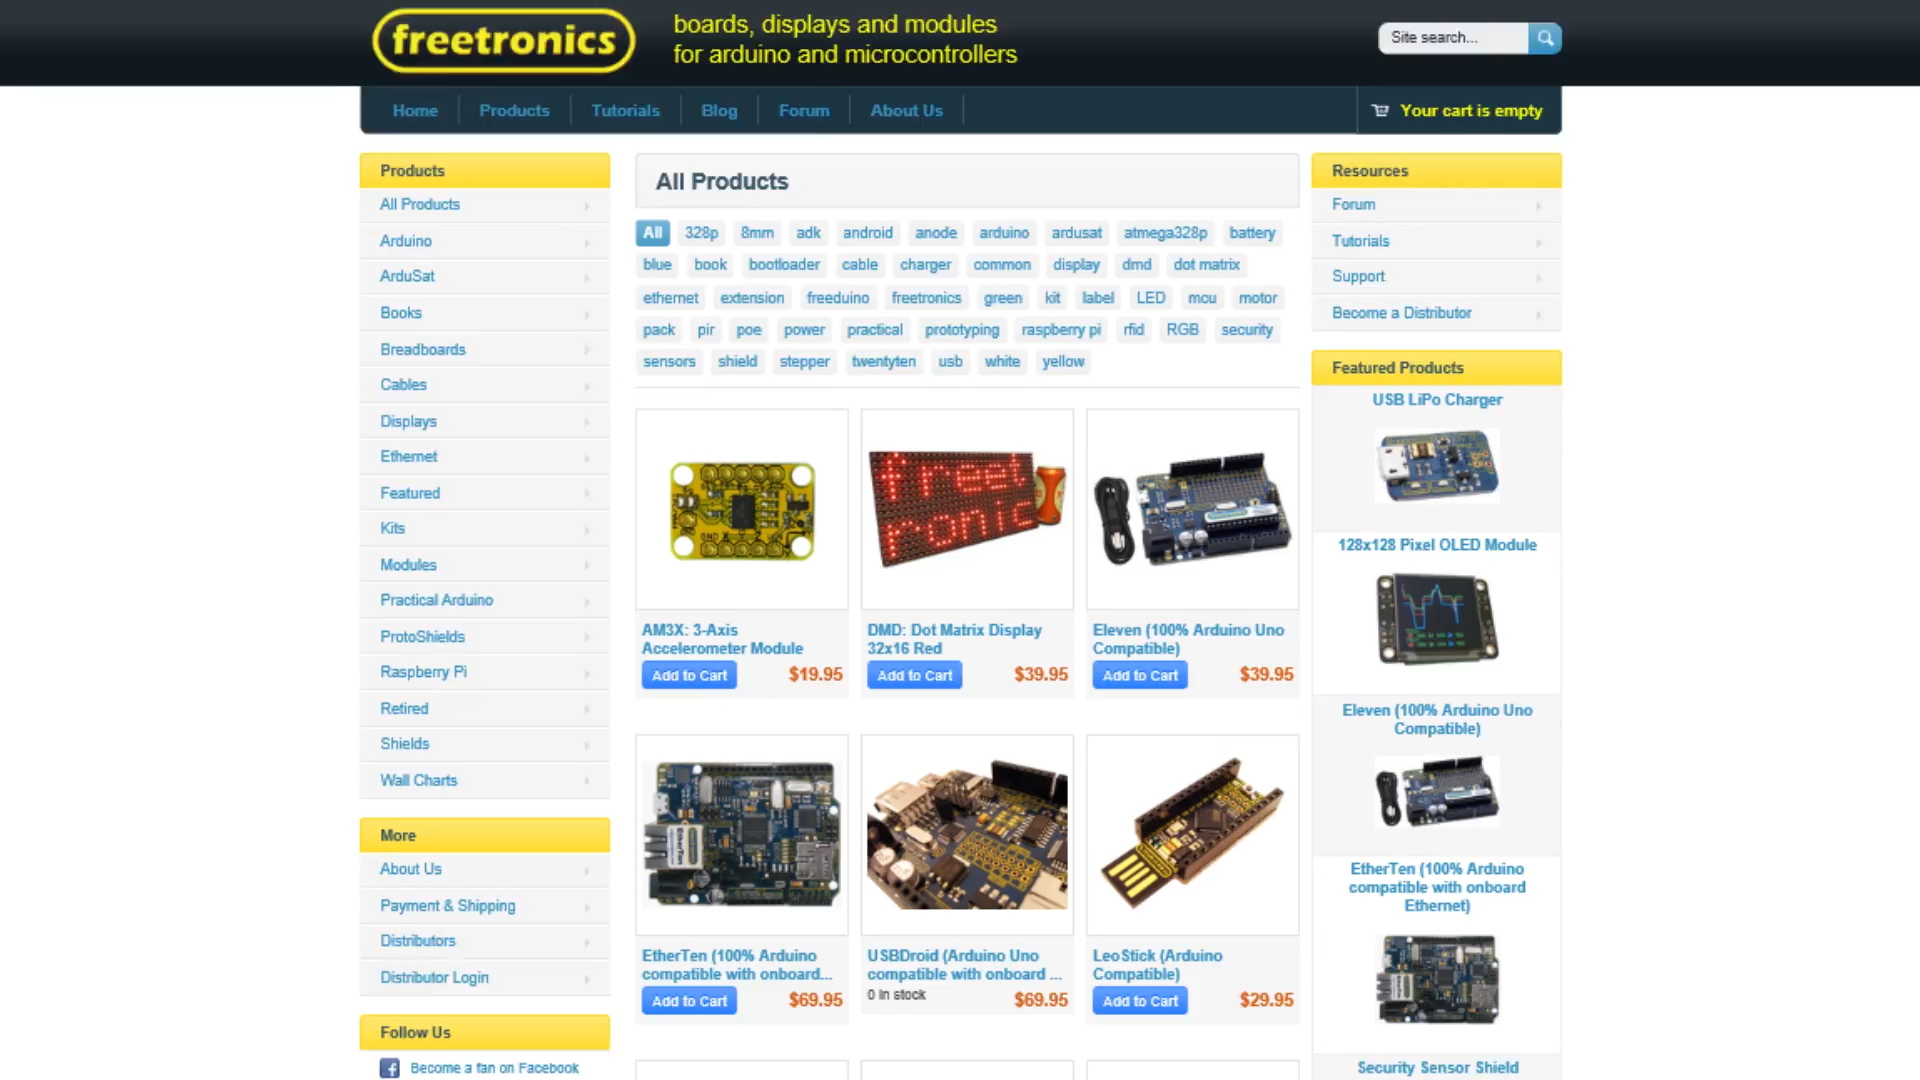 freetronics
boards, displays and modules
for arduino and microcontrollers
Site search...
Home
Products
Tutorials
Blog
Forum
About Us
Your cart is empty
Products
All Products
Arduino
ArduSat
Books
Breadboards
Cables
Displays
Ethernet
Featured
Kits
Modules
Practical Arduino
ProtoShields
Raspberry Pi
Retired
Shields
Wall Charts
More
About Us
Payment & Shipping
Distributors
Distributor Login
Follow Us
Become a fan on Facebook
All Products
All 328p 8mm adk android anode arduino ardusat atmega328p battery
blue book bootloader cable charger common display dmd dot matrix
ethernet extension freeduino freetronics green kit label LED mcu motor
pack pir poe power practical prototyping raspberry pi rfid RGB security
sensors shield stepper twentyten usb white yellow
AM3X: 3-Axis
Accelerometer Module
Add to Cart $19.95
freet
ronic
DMD: Dot Matrix Display
32x16 Red
Add to Cart $39.95
Eleven (100% Arduino Uno
Compatible)
Add to Cart $39.95
EtherTen
EtherTen (100% Arduino
compatible with onboard...
Add to Cart $69.95
USBDroid (Arduino Uno
compatible with onboard ...
0 in stock $69.95
LeoStick (Arduino
Compatible)
Add to Cart $29.95
Resources
Forum
Tutorials
Support
Become a Distributor
Featured Products
USB LiPo Charger
128x128 Pixel OLED Module
Eleven (100% Arduino Uno
Compatible)
EtherTen (100% Arduino
compatible with onboard
Ethernet)
Security Sensor Shield